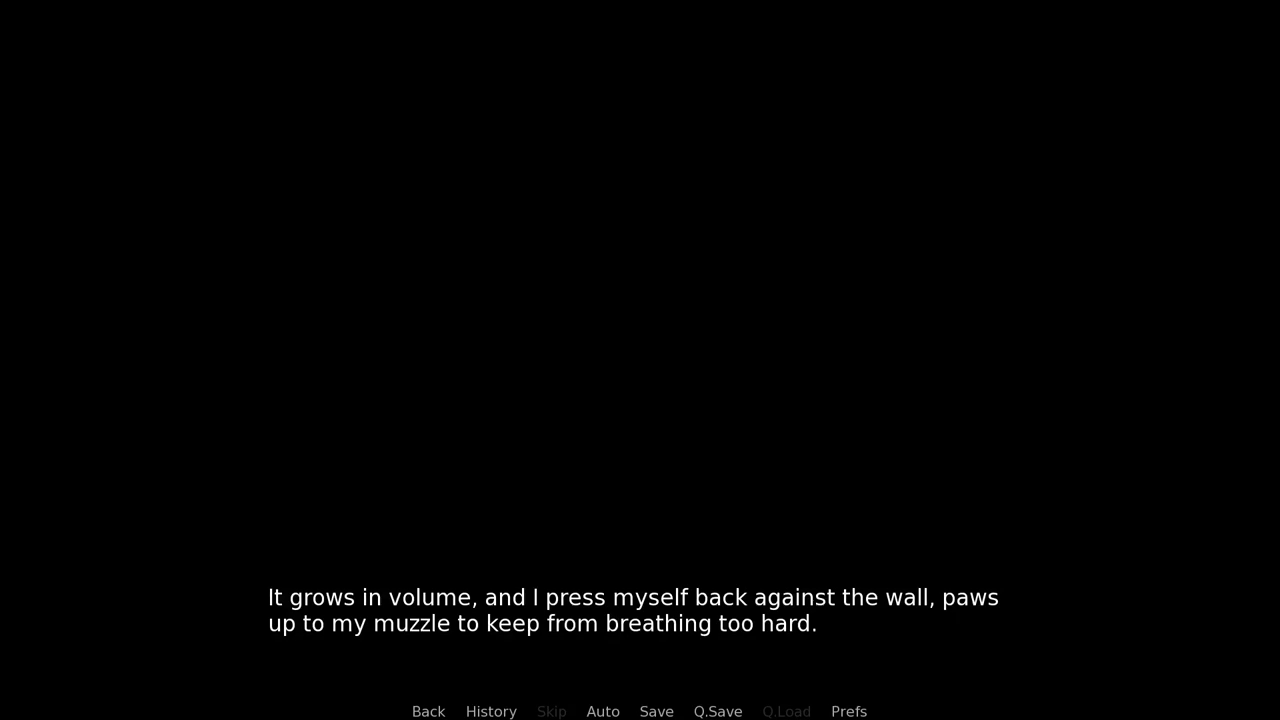 It grows in volume, and I press myself back against the wall, paws
up to my muzzle to keep from breathing too hard.
Back History Skip Auto Save Q.Save Q.Load Prefs